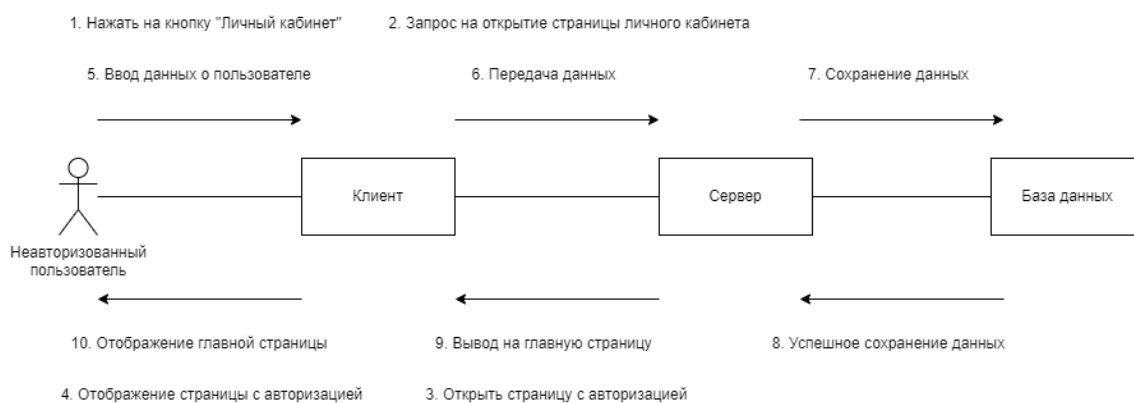 1. Нажать на кнопку "Личный кабинет"
2. Запрос на открытие страницы личного кабинета
5. Ввод данных о пользователе
6. Передача данных
7. Сохранение данных
Клиент
Сервер
База данных
Неавторизованный
пользователь
10. Отображение главной страницы
9. Вывод на главную страницу
8. Успешное сохранение данных
4. Отображение страницы с авторизацией
3. Открыть страницу с авторизацией